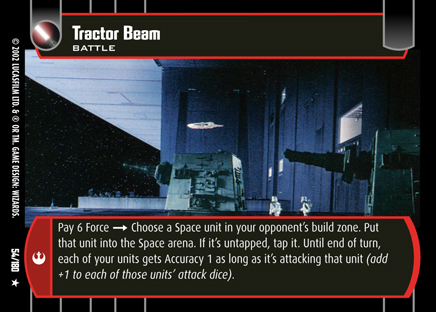 Tractor Beam
BATTLE
Pay 6 Force → Choose a Space unit in your opponent's build zone. Put
that unit into the Space arena. If it's untapped, tap it. Until end of turn,
each of your units gets Accuracy 1 as long as it's attacking that unit (add
+1 to each of those units' attack dice).
© 2002 LUCASFILM LTD. & ® OR TM. GAME DESIGN: WIZARDS.
54/180 ★